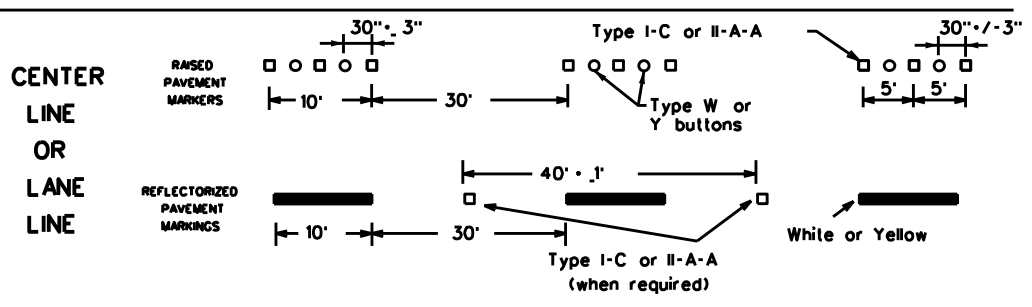 CENTER
LINE
OR
LANE
LINE
RAISED
PAVEMENT
MARKERS
30"·_ 3"
10'
30'
Type I-C or II-A-A
Type W or
Y buttons
30"·/-3"
5'
5'
REFLECTORIZED
PAVEMENT
MARKINGS
40' · _1'
10'
30'
Type I-C or II-A-A
(when required)
White or Yellow